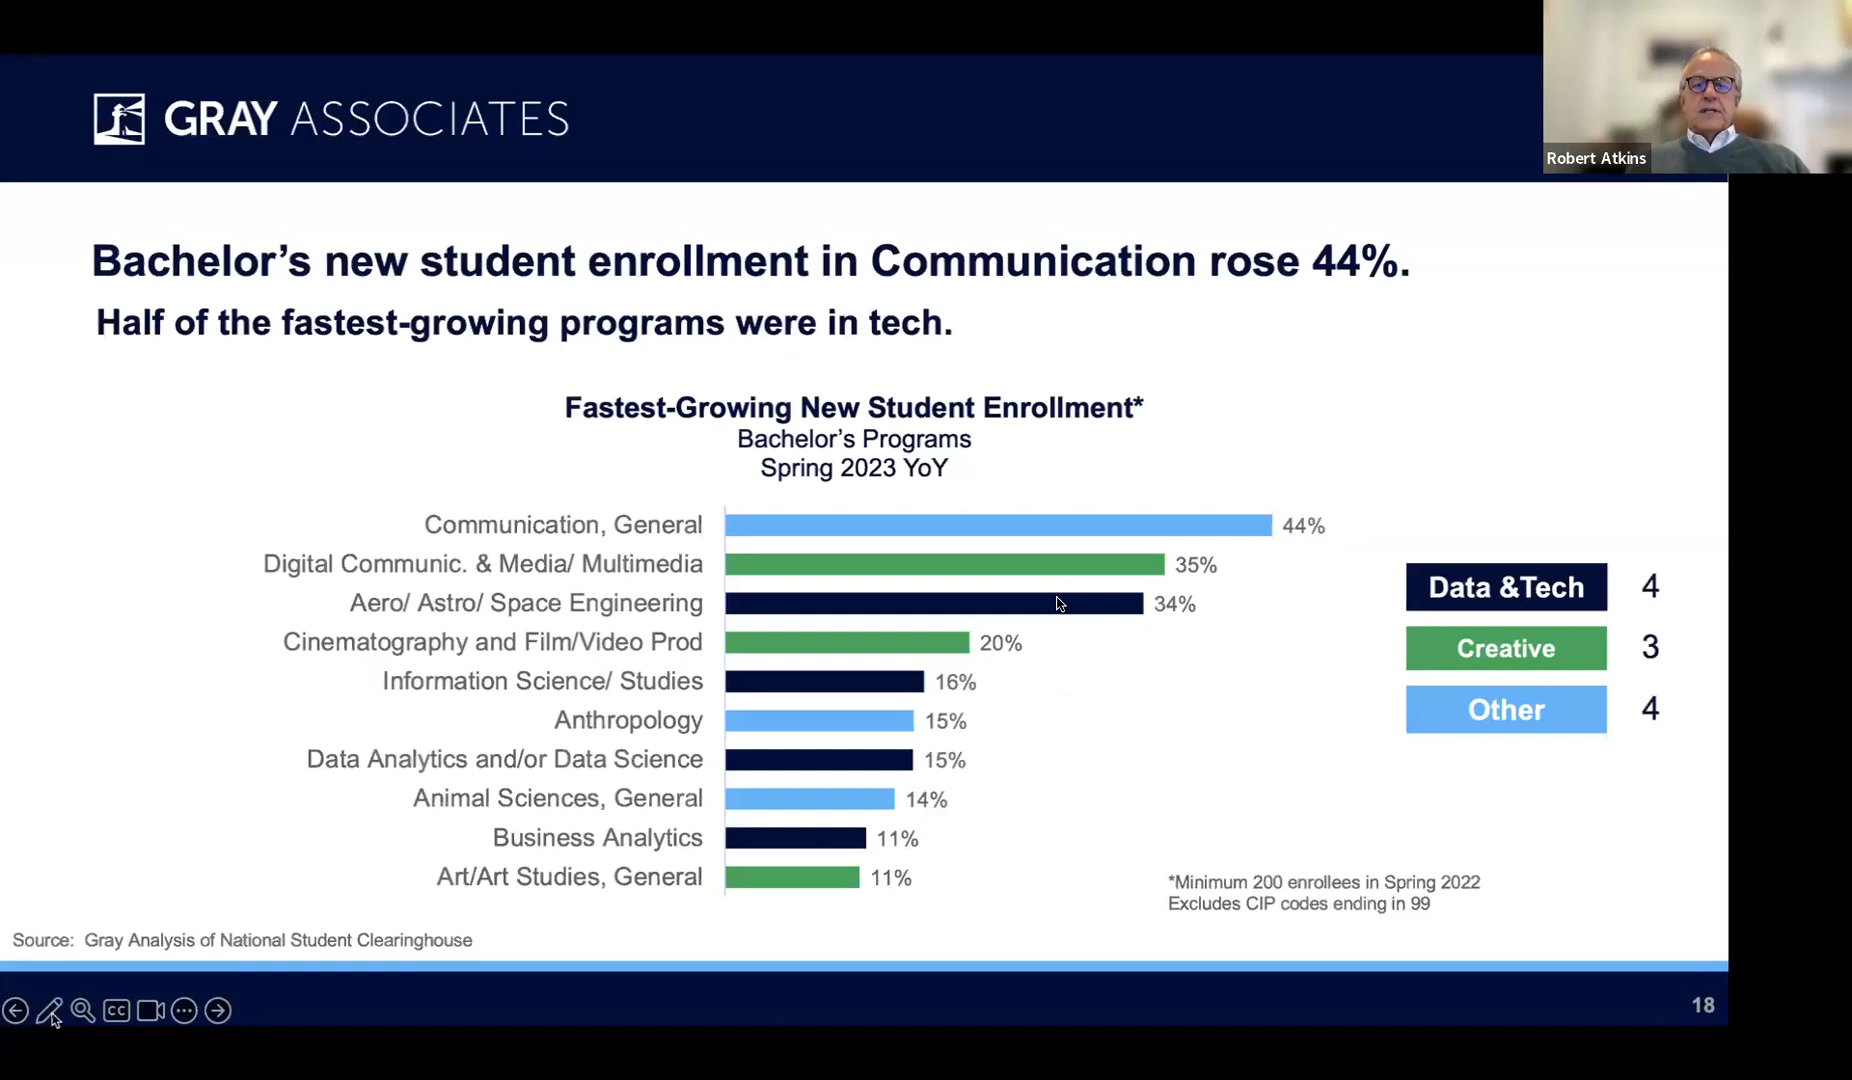 GRAY ASSOCIATES
Robert Atkins
Bachelor’s new student enrollment in Communication rose 44%.
Half of the fastest-growing programs were in tech.
Fastest-Growing New Student Enrollment*
Bachelor’s Programs
Spring 2023 YoY
Communication, General 44%
Digital Communic. & Media/ Multimedia 35%
Aero/ Astro/ Space Engineering 34%
Cinematography and Film/Video Prod 20%
Information Science/ Studies 16%
Anthropology 15%
Data Analytics and/or Data Science 15%
Animal Sciences, General 14%
Business Analytics 11%
Art/Art Studies, General 11%
Data &Tech 4
Creative 3
Other 4
*Minimum 200 enrollees in Spring 2022
Excludes CIP codes ending in 99
Source: Gray Analysis of National Student Clearinghouse
CC
18